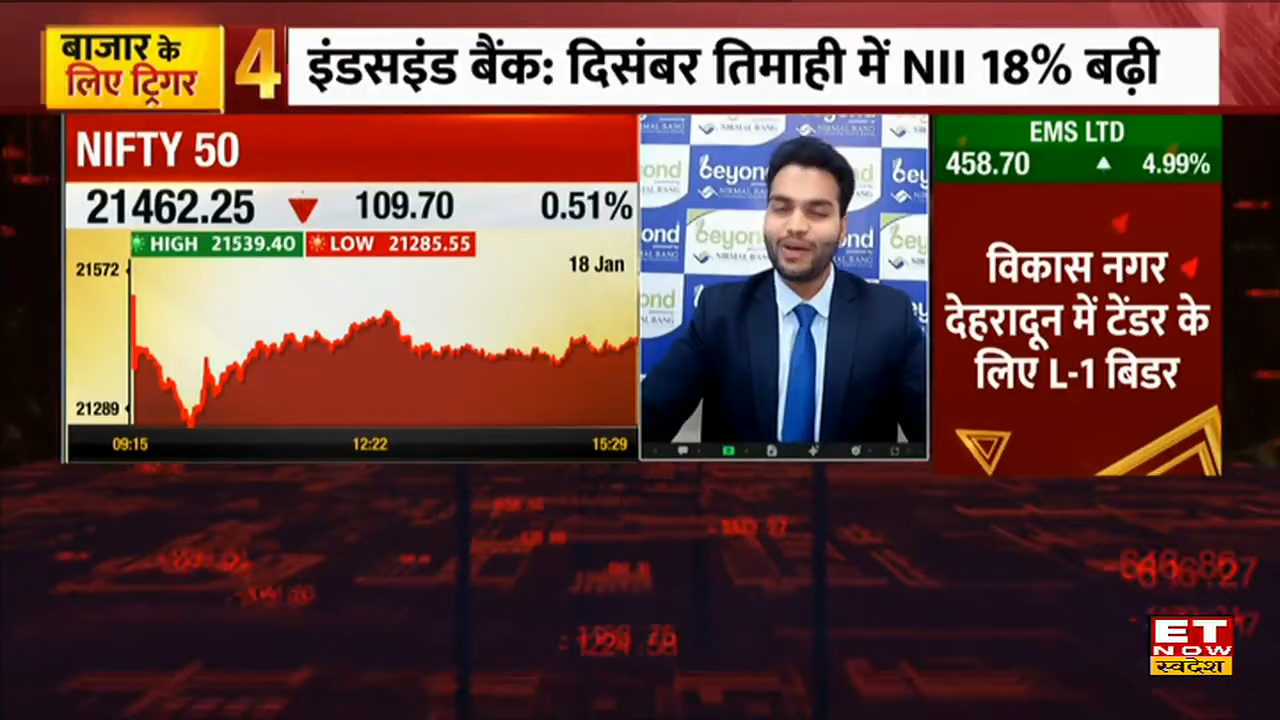 बाजार के
लिए ट्रिगर
4
इंडसइंड बैंक: दिसंबर तिमाही में NII 18% बढ़ी
NIFTY 50
21462.25 109.70 0.51%
HIGH 21539.40 LOW 21285.55
18 Jan
21572
21289
09:15 12:22 15:29
beyond
NIRMAL BANG
EMS LTD
458.70 4.99%
विकास नगर
देहरादून में टेंडर के
लिए L-1 बिडर
ET
NOW
स्वदेश